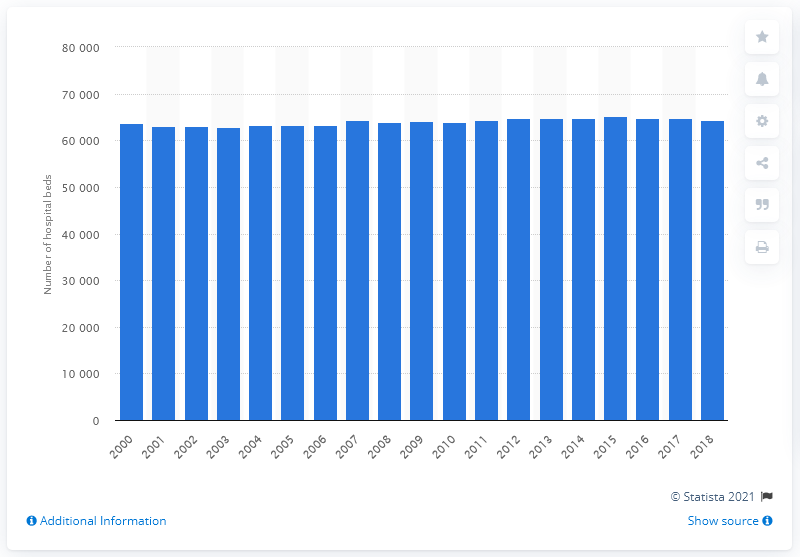 80 000
70 000
60 000
50 000
40 000
30 000
20 000
10 000
0
Number of hospital beds
2000 2001 2002 2003 2004 2005 2006 2007 2008 2009 2010 2011 2012 2013 2014 2015 2016 2017 2018
© Statista 2021
Additional Information Show source